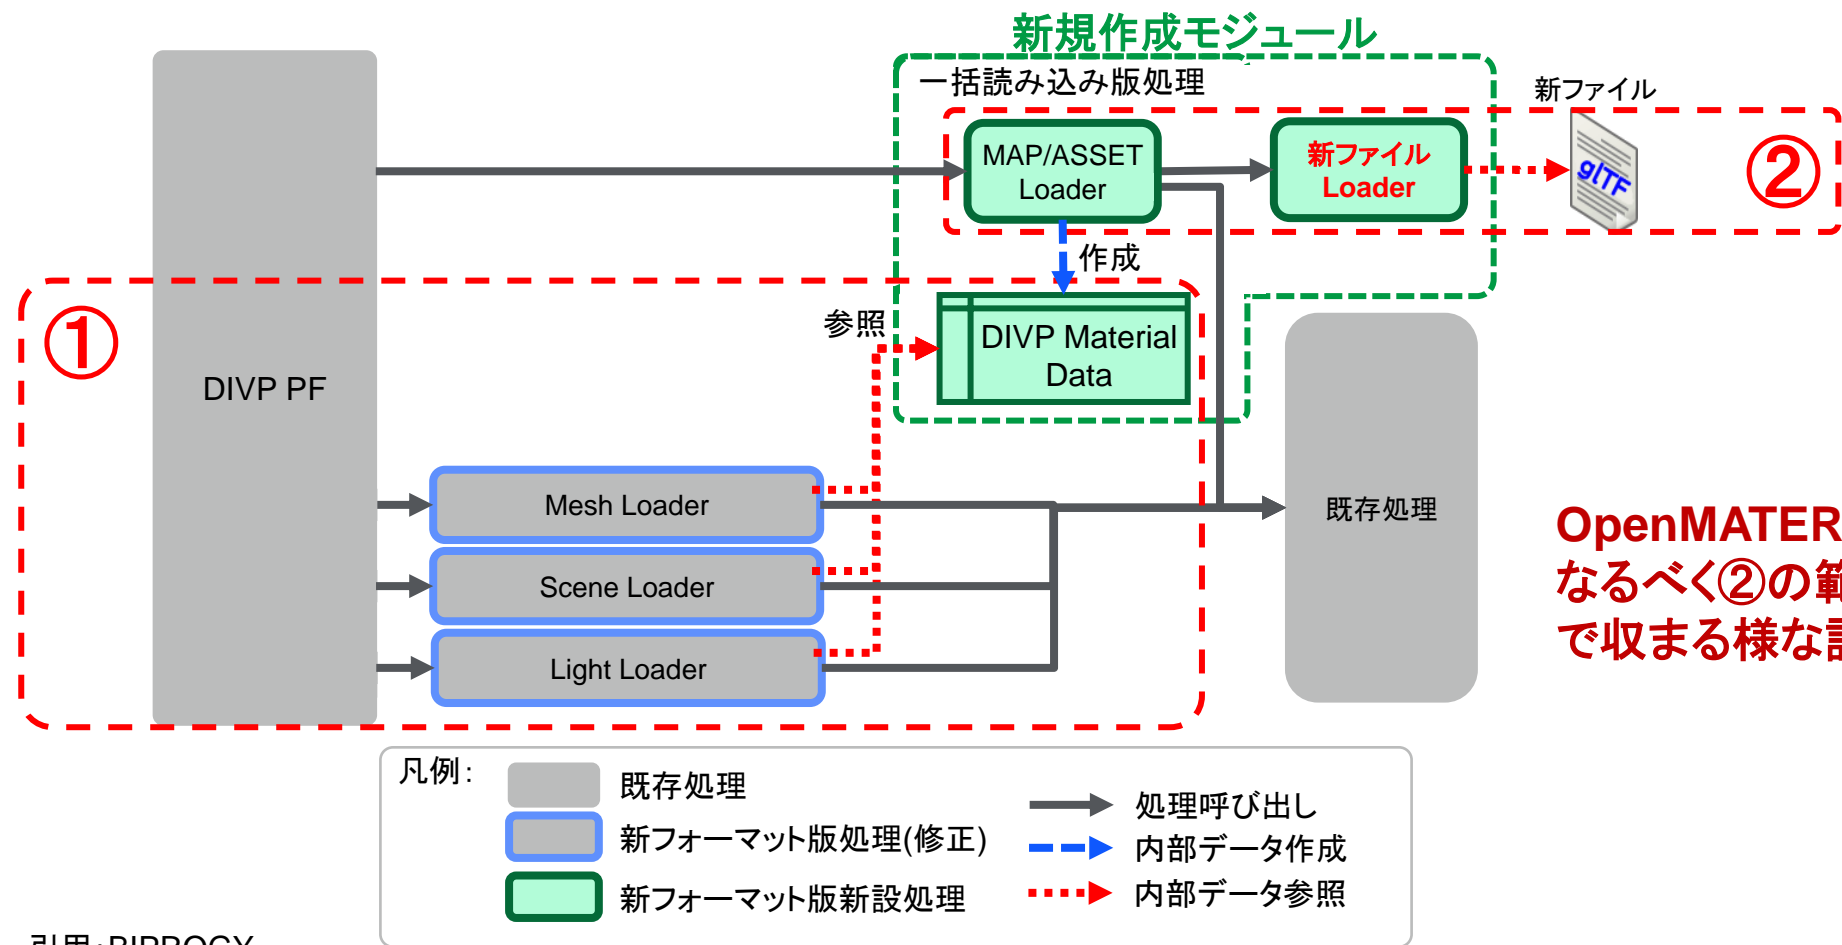 新規作成モジュール
一括読み込み版処理
新ファイル
MAP/ASSET
Loader
新ファイル
Loader
glTF
②
作成
①
参照
DIVP Material
Data
DIVP PF
Mesh Loader
Scene Loader
Light Loader
既存処理
OpenMATER
なるべく②の範
で収まる様な
凡例:
既存処理
新フォーマット版処理(修正)
新フォーマット版新設処理
処理呼び出し
内部データ作成
内部データ参照
引用:BIPROGY